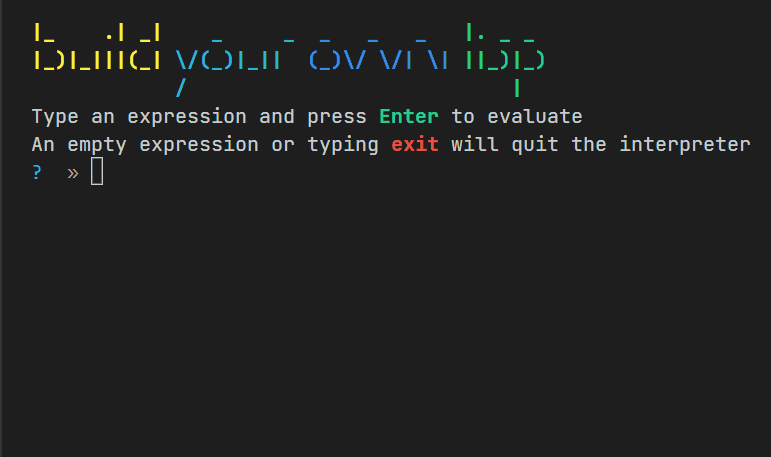 build your own lisp
Type an expression and press Enter to evaluate
An empty expression or typing exit will quit the interpreter
? »